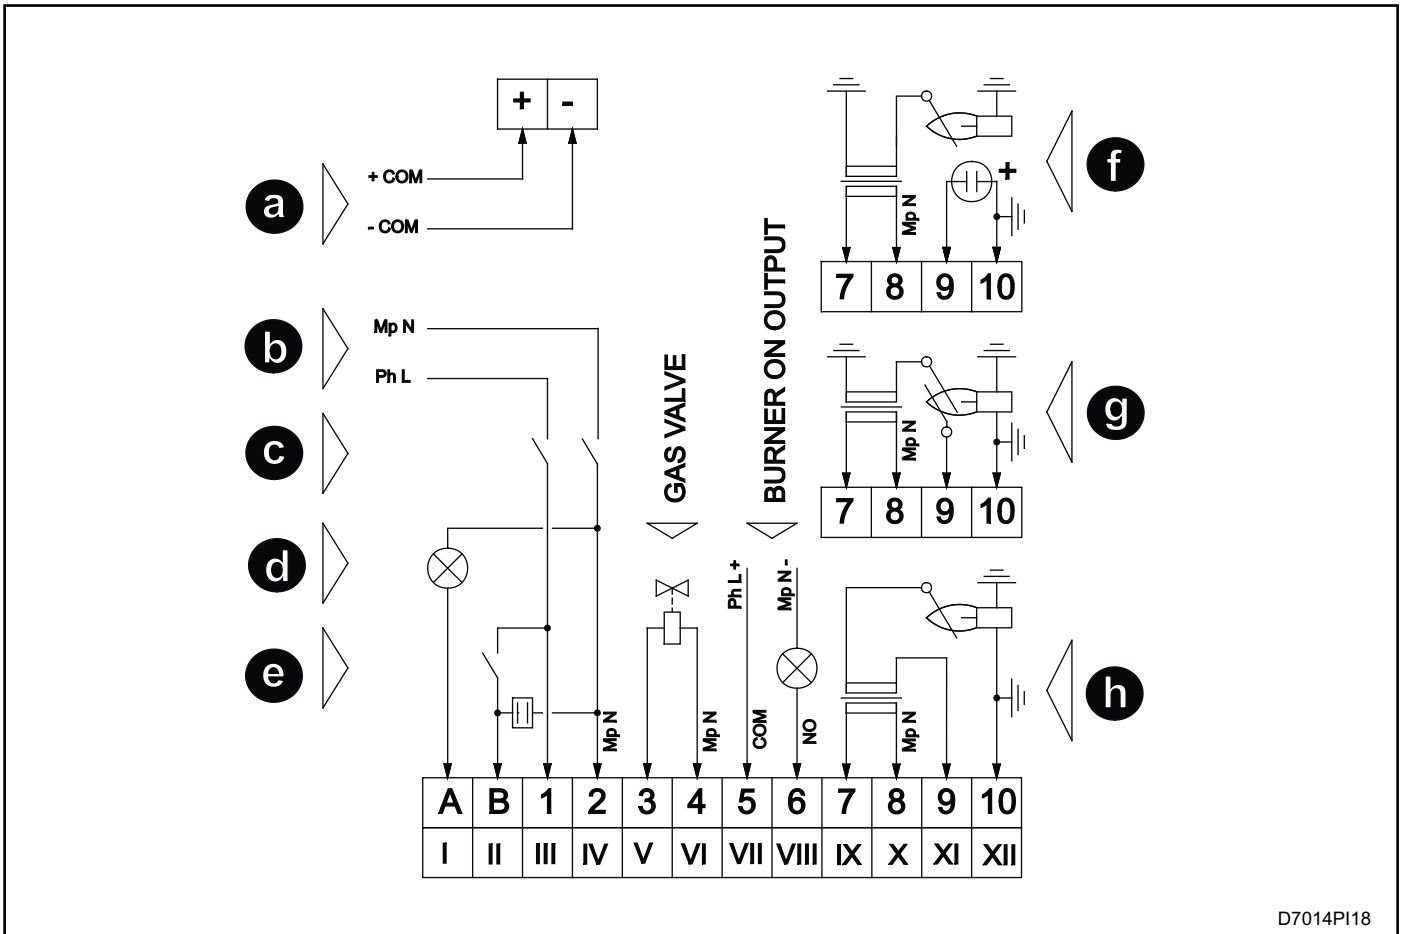 + -
a
+ COM
- COM
b
Mp N
Ph L
c
d
e
GAS VALVE
BURNER ON OUTPUT
Mp N
Mp N
Ph L +
COM
Mp N -
NO
A B 1 2 3 4 5 6 7 8 9 10
I II III IV V VI VII VIII IX X XI XII
+
Mp N
7 8 9 10
f
Mp N
7 8 9 10
g
Mp N
h
D7014PI18